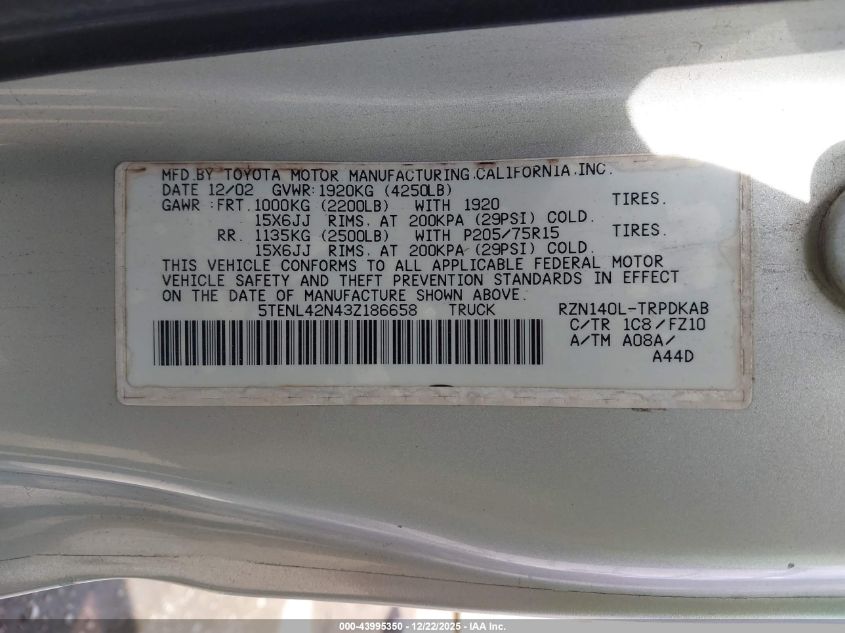 MFD.BY TOYOTA MOTOR MANUFACTURING.CALIFORNIA.INC.
DATE 12/02 GVWR:1920KG (4250LB)
GAWR:FRT.1000KG (2200LB) WITH 1920 TIRES.
15X6JJ RIMS. AT 200KPA (29PSI) COLD.
RR. 1135KG (2500LB) WITH P205/75R15 TIRES.
15X6JJ RIMS. AT 200KPA (29PSI) COLD.
THIS VEHICLE CONFORMS TO ALL APPLICABLE FEDERAL MOTOR
VEHICLE SAFETY AND THEFT PREVENTION STANDARDS IN EFFECT
ON THE DATE OF MANUFACTURE SHOWN ABOVE.
5TENL42N43Z186658 TRUCK RZN140L-TRPDKAB
C/TR 1C8/FZ10
A/TM A08A/
A44D
000-43995350 - 12/22/2025 - IAA Inc.